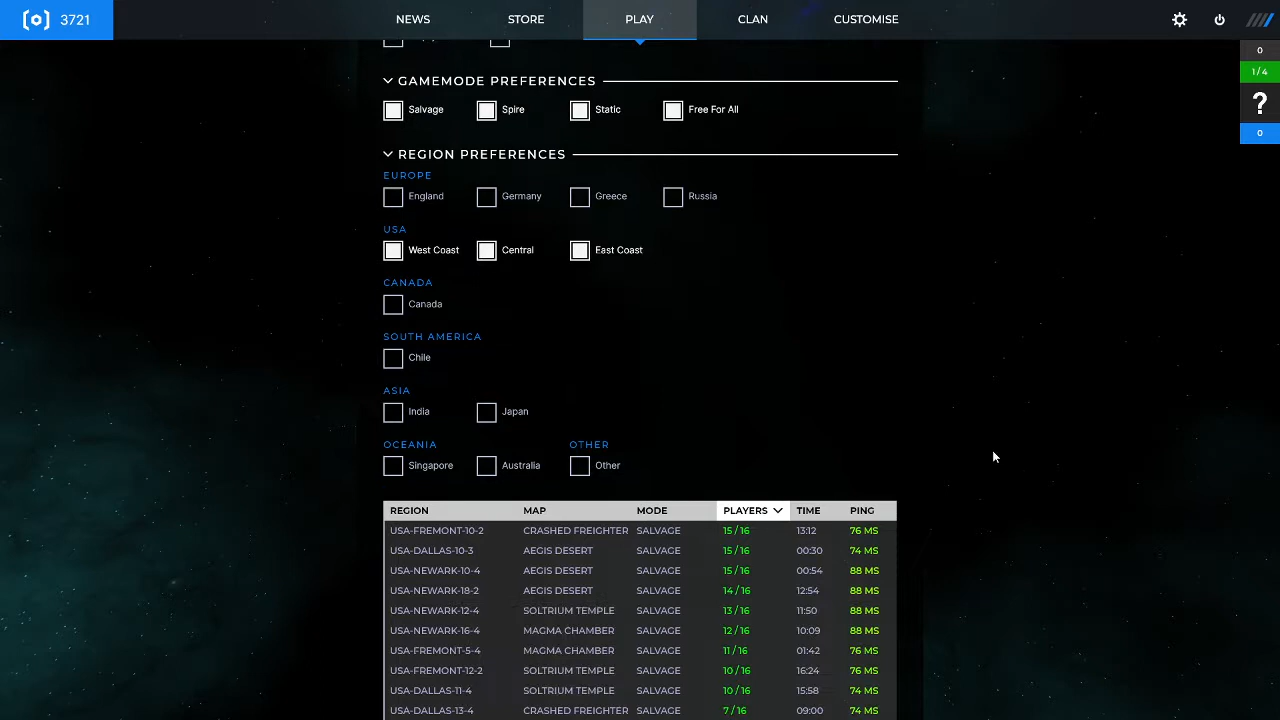 3721 NEWS STORE PLAY CLAN CUSTOMISE
0
1/4
?
0
GAMEMODE PREFERENCES
Salvage Spire Static Free For All
REGION PREFERENCES
EUROPE
England Germany Greece Russia
USA
West Coast Central East Coast
CANADA
Canada
SOUTH AMERICA
Chile
ASIA
India Japan
OCEANIA OTHER
Singapore Australia Other
REGION MAP MODE PLAYERS TIME PING
USA-FREMONT-10-2 CRASHED FREIGHTER SALVAGE 15/16 13:12 76 MS
USA-DALLAS-10-3 AEGIS DESERT SALVAGE 15/16 00:30 74 MS
USA-NEWARK-10-4 AEGIS DESERT SALVAGE 15/16 00:54 88 MS
USA-NEWARK-18-2 AEGIS DESERT SALVAGE 14/16 12:54 88 MS
USA-NEWARK-12-4 SOLTRIUM TEMPLE SALVAGE 13/16 11:50 88 MS
USA-NEWARK-16-4 MAGMA CHAMBER SALVAGE 12/16 10:09 88 MS
USA-FREMONT-5-4 MAGMA CHAMBER SALVAGE 11/16 01:42 76 MS
USA-FREMONT-12-2 SOLTRIUM TEMPLE SALVAGE 10/16 16:24 76 MS
USA-DALLAS-11-4 SOLTRIUM TEMPLE SALVAGE 10/16 15:58 74 MS
USA-DALLAS-13-4 CRASHED FREIGHTER SALVAGE 7/16 09:00 74 MS